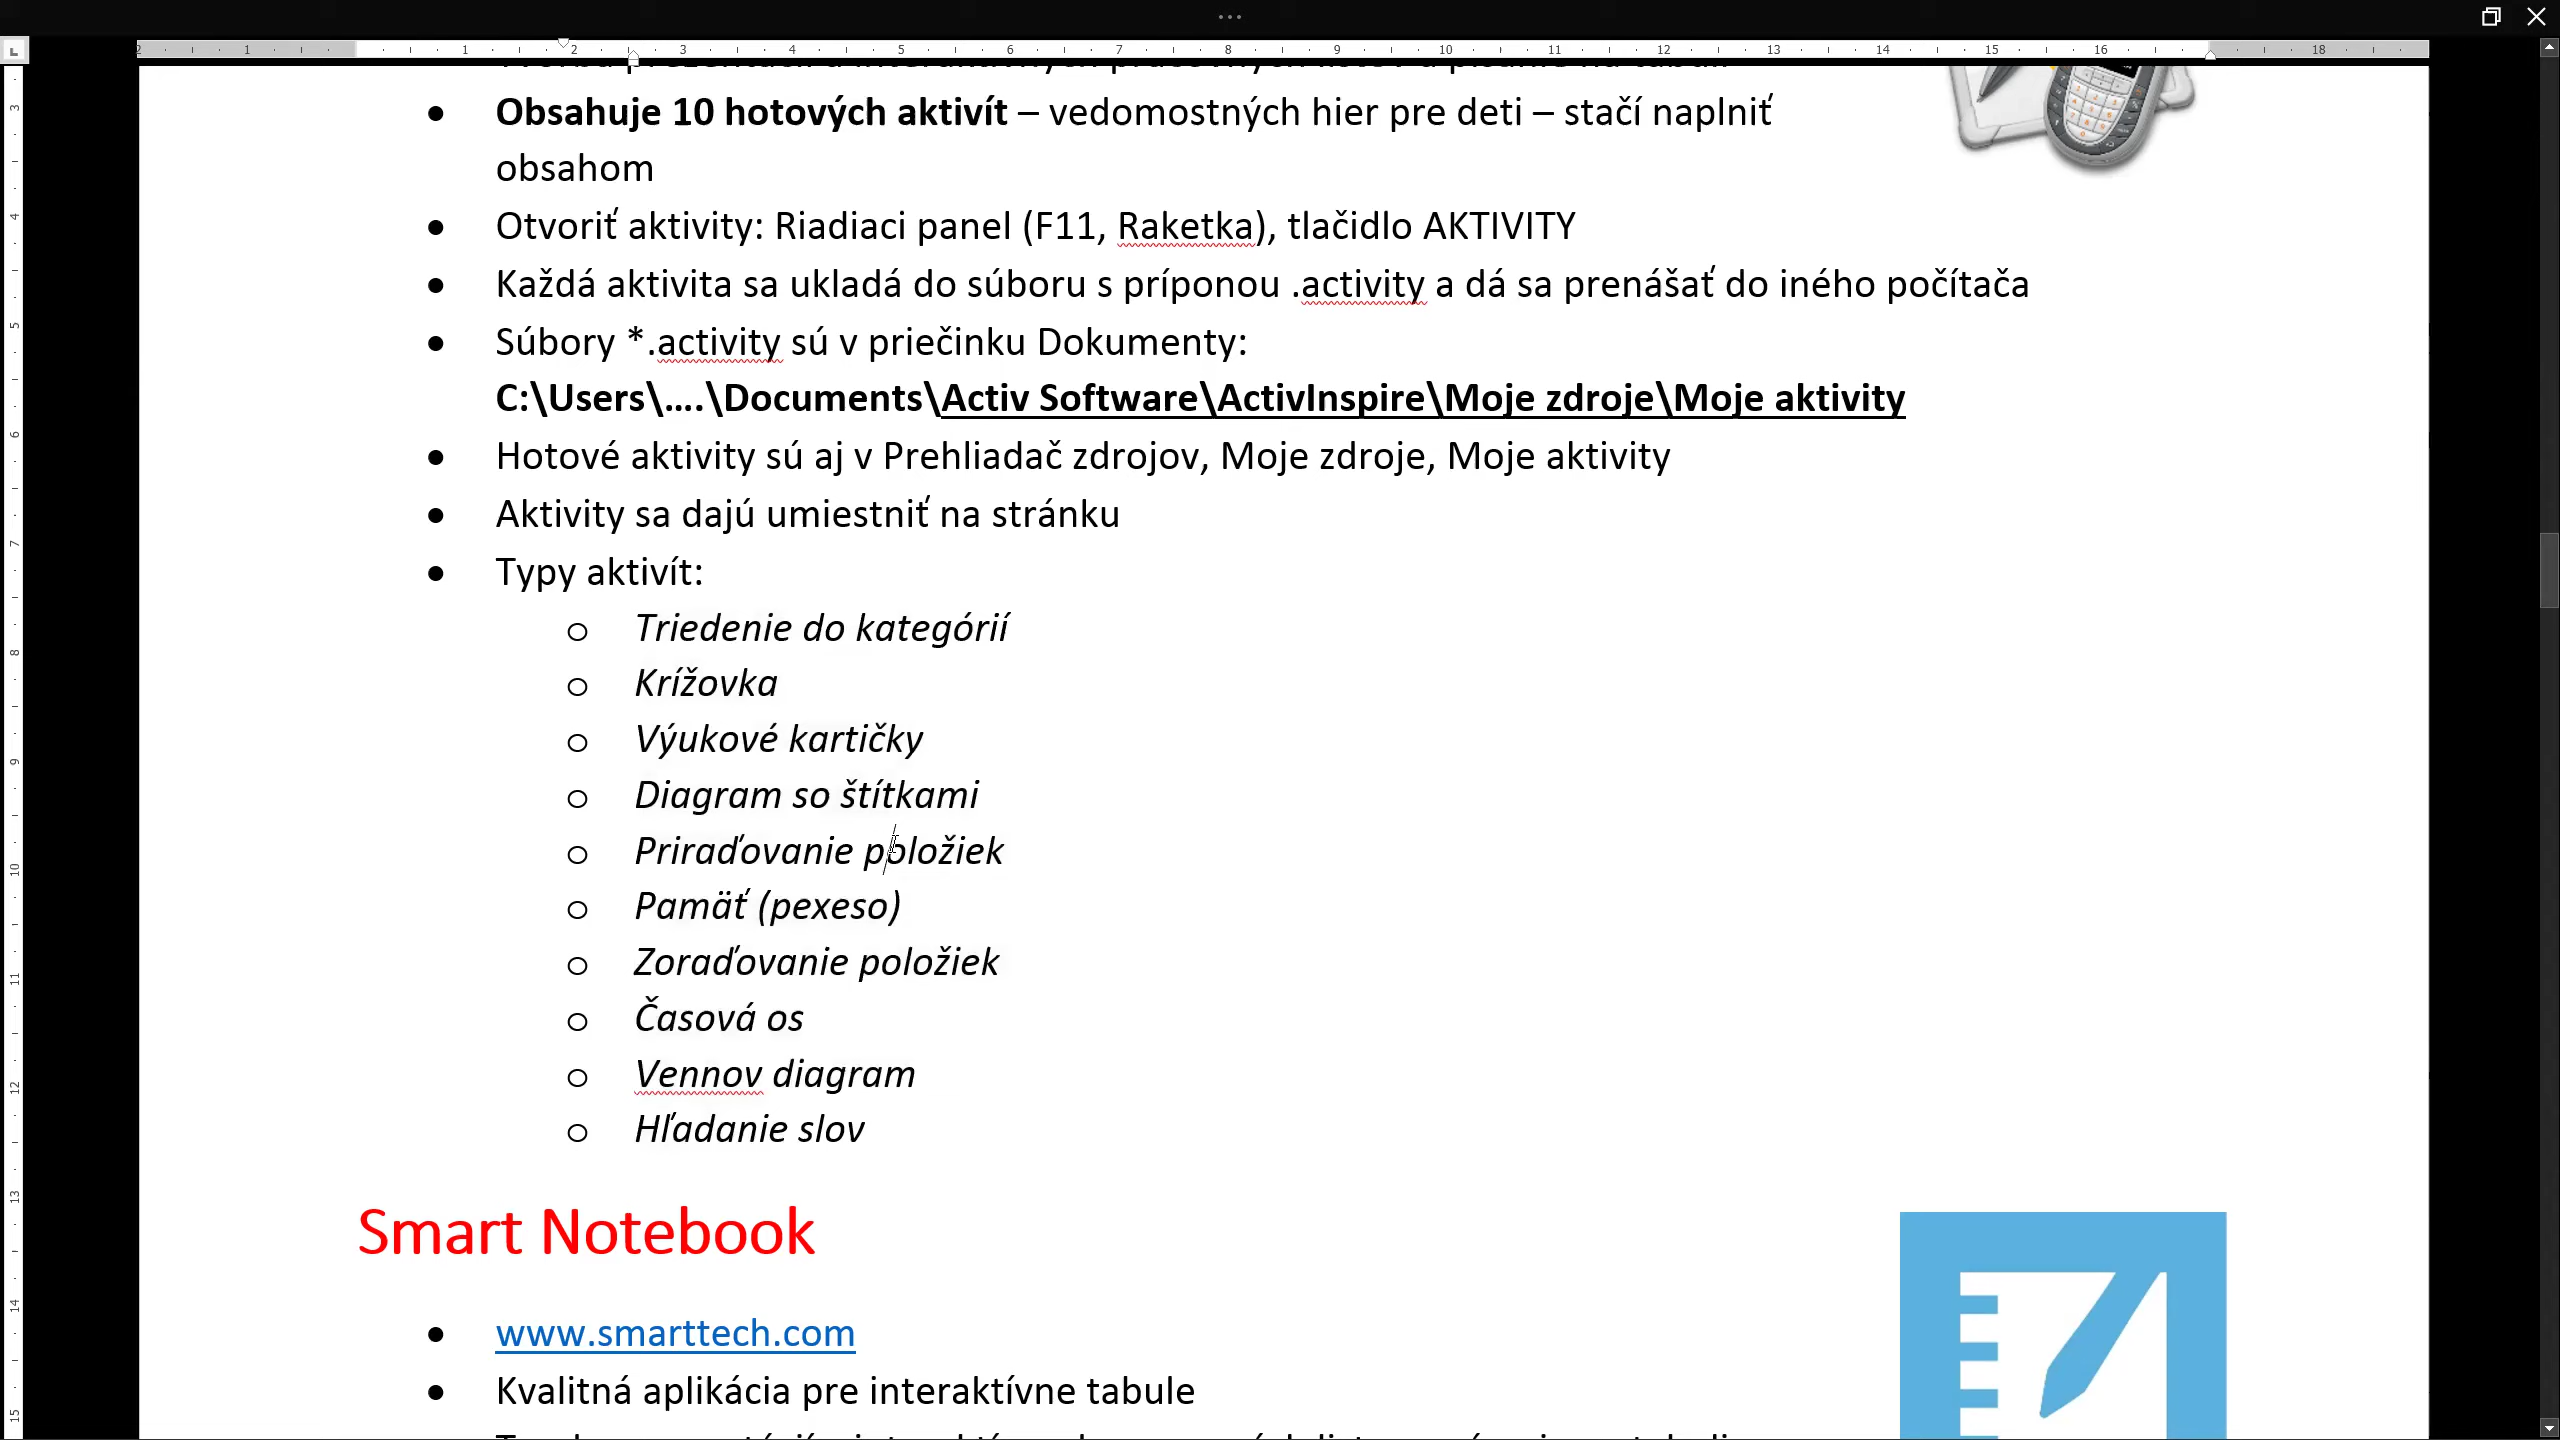 Obsahuje 10 hotových aktivít – vedomostných hier pre deti – stačí naplniť
obsahom
Otvoriť aktivity: Riadiaci panel (F11, Raketka), tlačidlo AKTIVITY
Každá aktivita sa ukladá do súboru s príponou .activity a dá sa prenášať do iného počítača
Súbory *.activity sú v priečinku Dokumenty:
C:\Users\….\Documents\Activ Software\ActivInspire\Moje zdroje\Moje aktivity
Hotové aktivity sú aj v Prehliadač zdrojov, Moje zdroje, Moje aktivity
Aktivity sa dajú umiestniť na stránku
Typy aktivít:
Triedenie do kategórií
Krížovka
Výukové kartičky
Diagram so štítkami
Priraďovanie položiek
Pamäť (pexeso)
Zoraďovanie položiek
Časová os
Vennov diagram
Hľadanie slov
Smart Notebook
www.smarttech.com
Kvalitná aplikácia pre interaktívne tabule